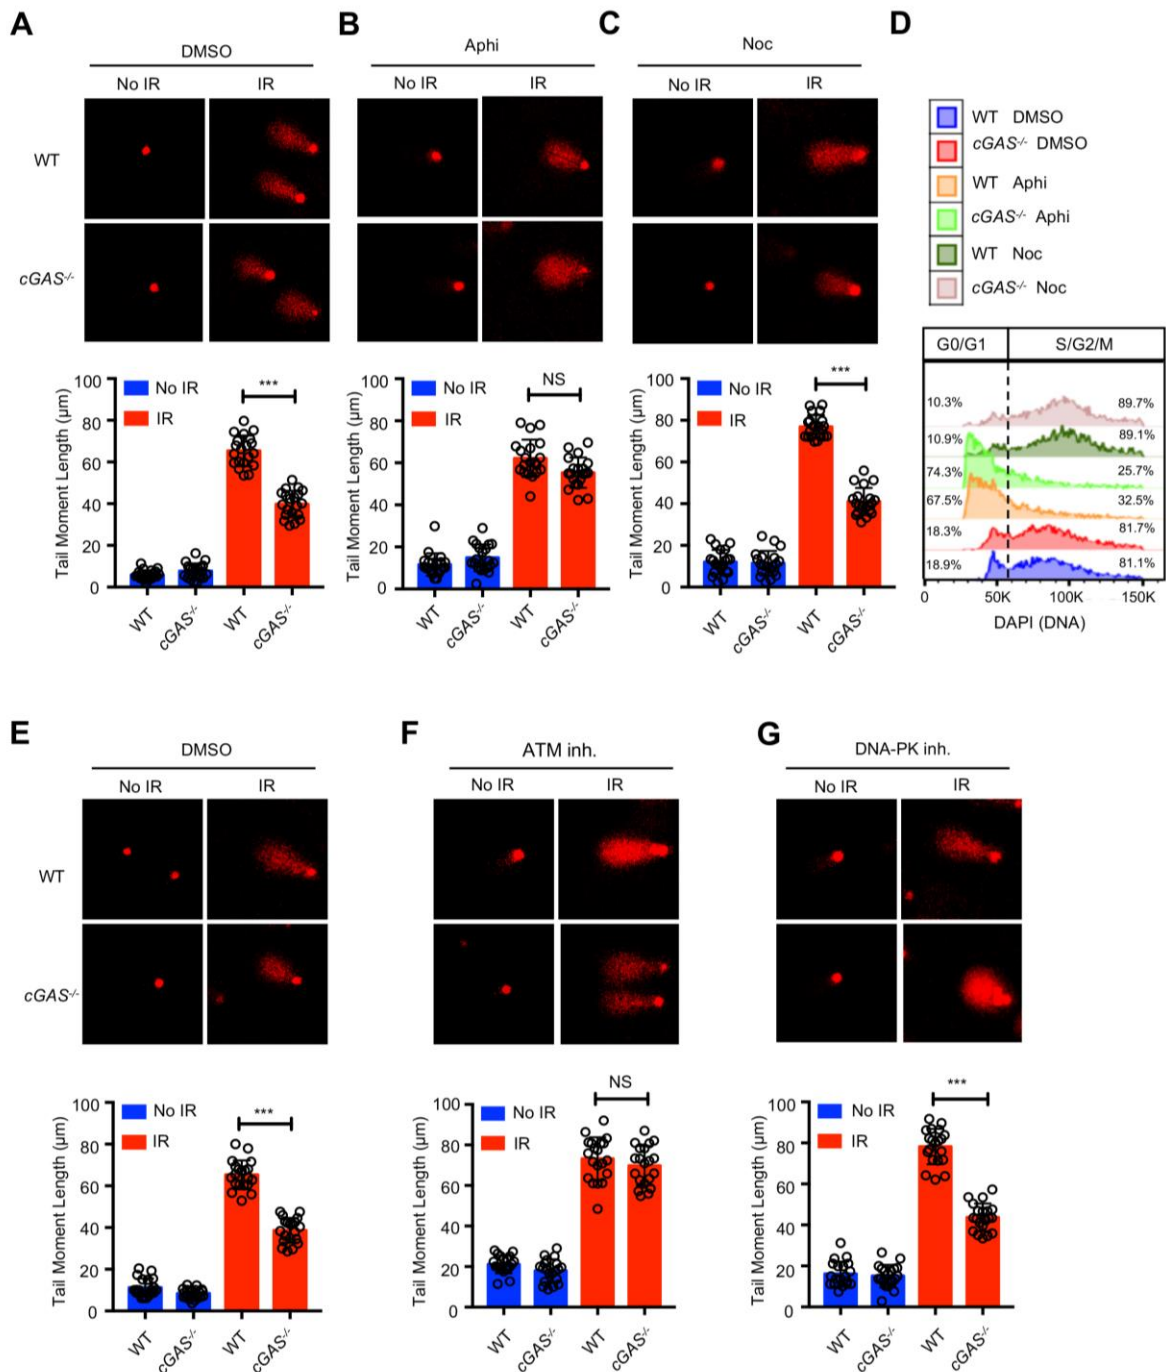 A
DMSO
No IR
IR
WT
cGAS-/-
100
80
60
40
20
0
Tail Moment Length (µm)
No IR
IR
***
WT
cGAS-/-
WT
cGAS-/-
B
Aphi
No IR
IR
100
80
60
40
20
0
Tail Moment Length (µm)
No IR
IR
NS
WT
cGAS-/-
WT
cGAS-/-
C
Noc
No IR
IR
100
80
60
40
20
0
Tail Moment Length (µm)
No IR
IR
***
WT
cGAS-/-
WT
cGAS-/-
D
WT DMSO
cGAS-/- DMSO
WT Aphi
cGAS-/- Aphi
WT Noc
cGAS-/- Noc
G0/G1 S/G2/M
10.3% 89.7%
10.9% 89.1%
74.3% 25.7%
67.5% 32.5%
18.3% 81.7%
18.9% 81.1%
0 50K 100K 150K
DAPI (DNA)
E
DMSO
No IR
IR
WT
cGAS-/-
100
80
60
40
20
0
Tail Moment Length (µm)
No IR
IR
***
WT
cGAS-/-
WT
cGAS-/-
F
ATM inh.
No IR
IR
100
80
60
40
20
0
Tail Moment Length (µm)
No IR
IR
NS
WT
cGAS-/-
WT
cGAS-/-
G
DNA-PK inh.
No IR
IR
100
80
60
40
20
0
Tail Moment Length (µm)
No IR
IR
***
WT
cGAS-/-
WT
cGAS-/-